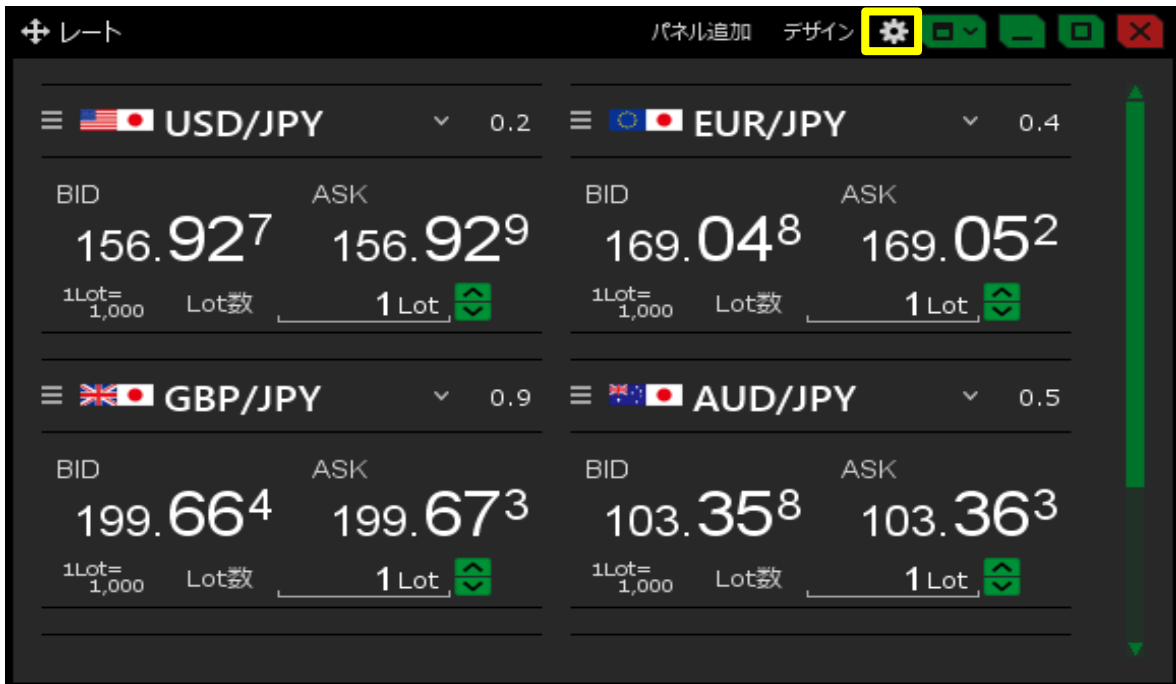 レート パネル追加 デザイン
USD/JPY 0.2 EUR/JPY 0.4
BID ASK BID ASK
156.927 156.929 169.048 169.052
1Lot=1,000 Lot数 1 Lot 1Lot=1,000 Lot数 1 Lot
GBP/JPY 0.9 AUD/JPY 0.5
BID ASK BID ASK
199.664 199.673 103.358 103.363
1Lot=1,000 Lot数 1 Lot 1Lot=1,000 Lot数 1 Lot